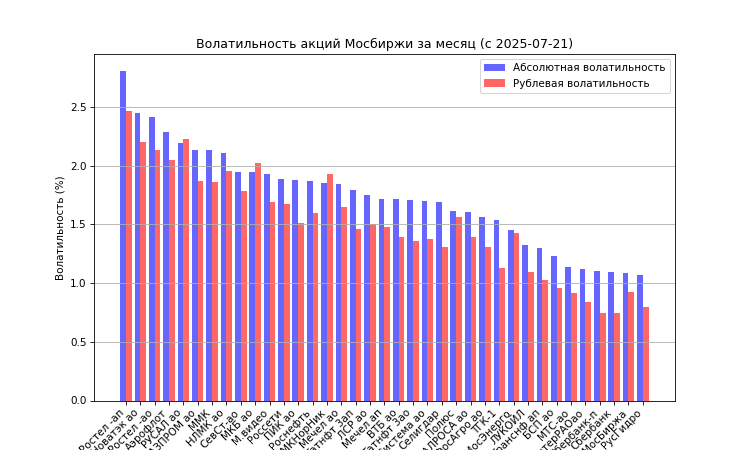 Волатильность акций Мосбиржи за месяц (с 2025-07-21)
Абсолютная волатильность
Рублевая волатильность
Волатильность (%)
2.5
2.0
1.5
1.0
0.5
0.0
Ростел -ап
Ростел -ао
Аэрофлот
РУСАЛ ао
ММК
НЛМК ао
СевСт-ао
МКБ ао
М.видео
Россети
ПИК ао
Роснефть
Мечел ао
ЛСР ао
Мечел ап
ВТБ ао
Селигдар
Полюс
ТГК-1
ЛУКОЙЛ
БСП ао
МТС-ао
Сбербанк
МосБиржа
РусГидро